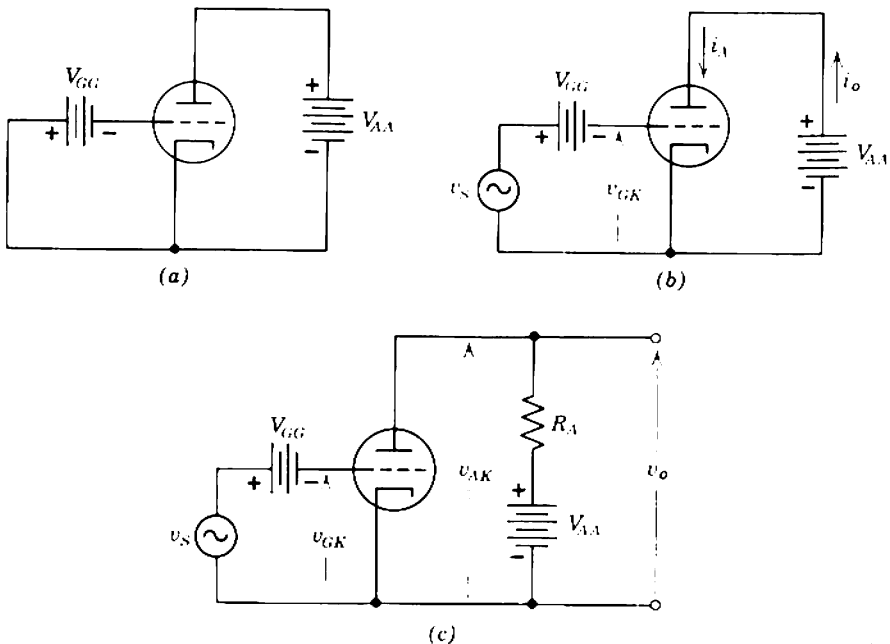 V_GG
+ -
+
V_AA
-
(a)
i_A
i_o
V_GG
+ -
+
V_AA
-
v_S
v_GK
(b)
V_GG
+ -
R_A
v_AK
v_o
+
V_AA
-
v_S
v_GK
(c)